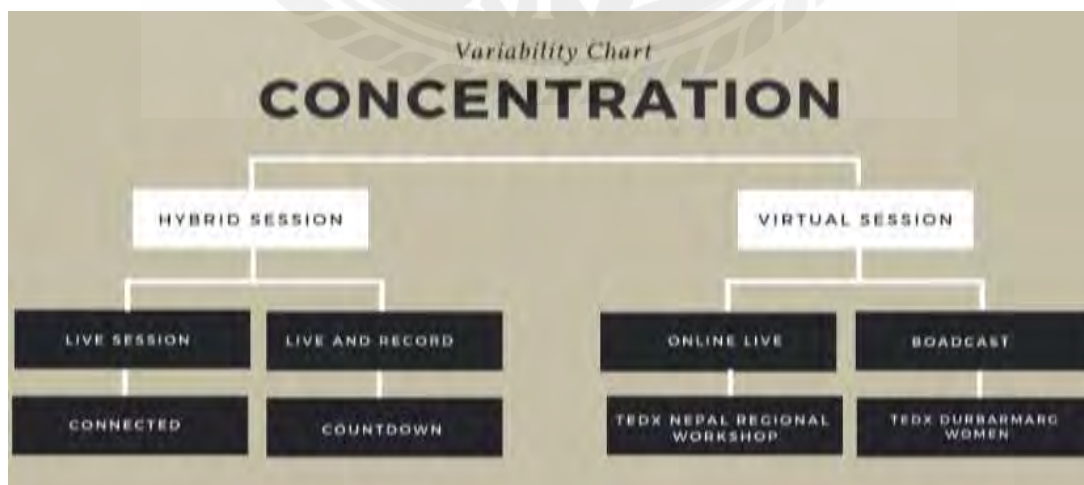 Variability Chart
CONCENTRATION
HYBRID SESSION
VIRTUAL SESSION
LIVE SESSION
LIVE AND RECORD
ONLINE LIVE
BOADCAST
CONNECTED
COUNTDOWN
TEDX NEPAL REGIONAL
WORKSHOP
TEDX DURBARMARG
WOMEN